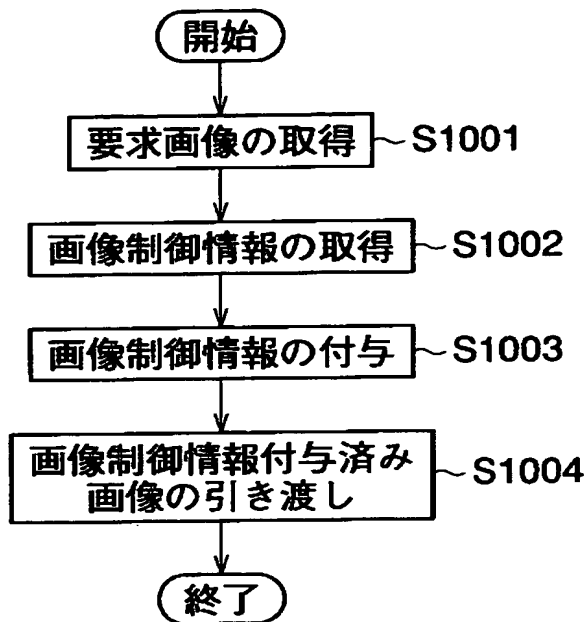 開始
要求画像の取得 ~S1001
画像制御情報の取得 ~S1002
画像制御情報の付与 ~S1003
画像制御情報付与済み
画像の引き渡し ~S1004
終了